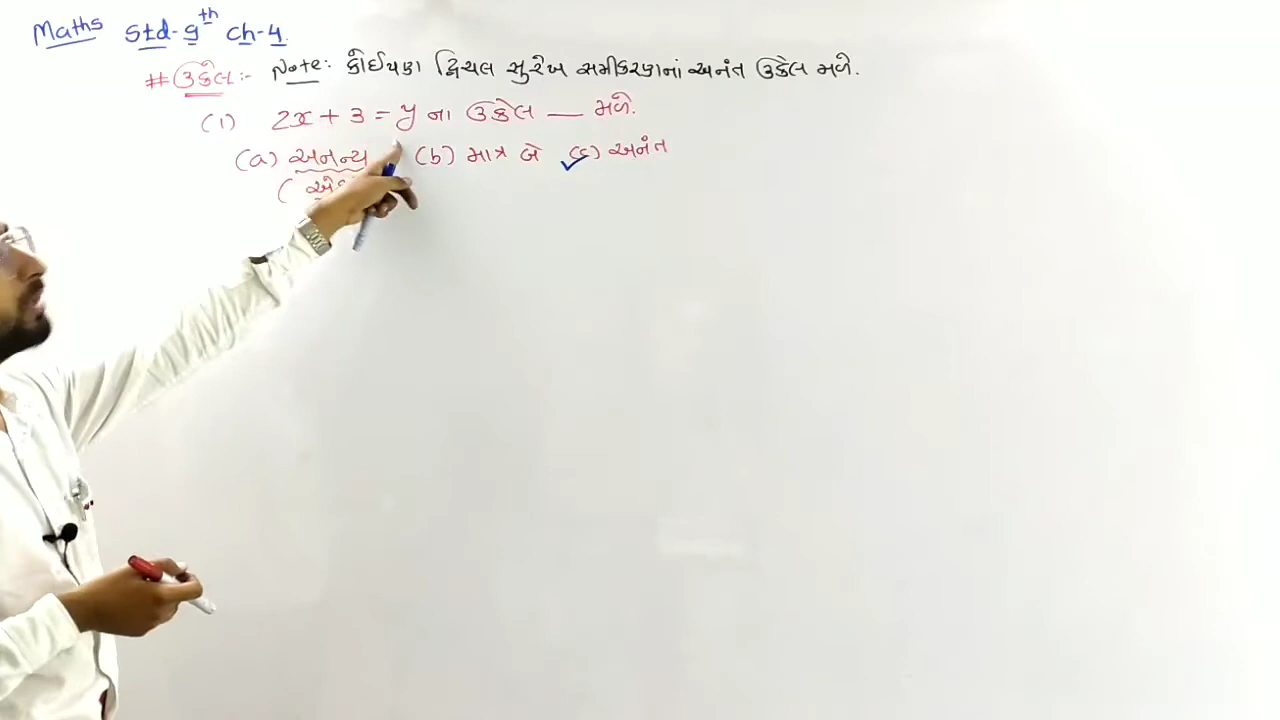 Maths Std-9th ch-4.
# ઉકેલ:- Note: કોઈપણ દ્વિચલ સુરેખ સમીકરણનાં અનંત ઉકેલ મળે.
(1) 2x + 3 = y ના ઉકેલ __ મળે.
(a) અનન્ય (b) માત્ર બે (c) અનંત
(